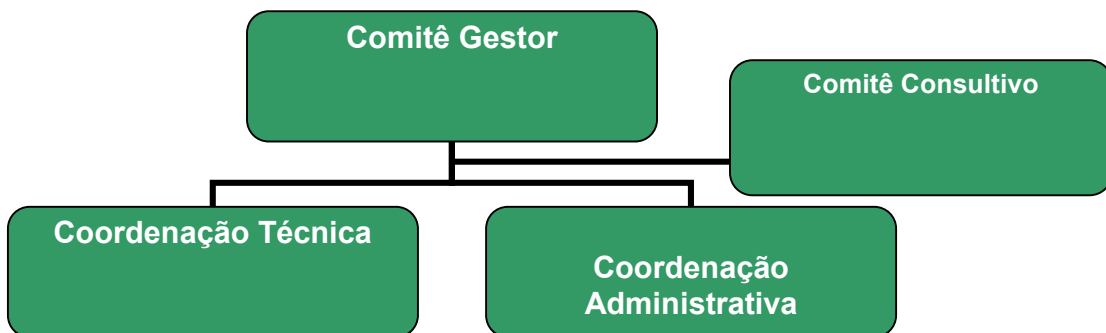 Comitê Gestor
Comitê Consultivo
Coordenação Técnica
Coordenação
Administrativa